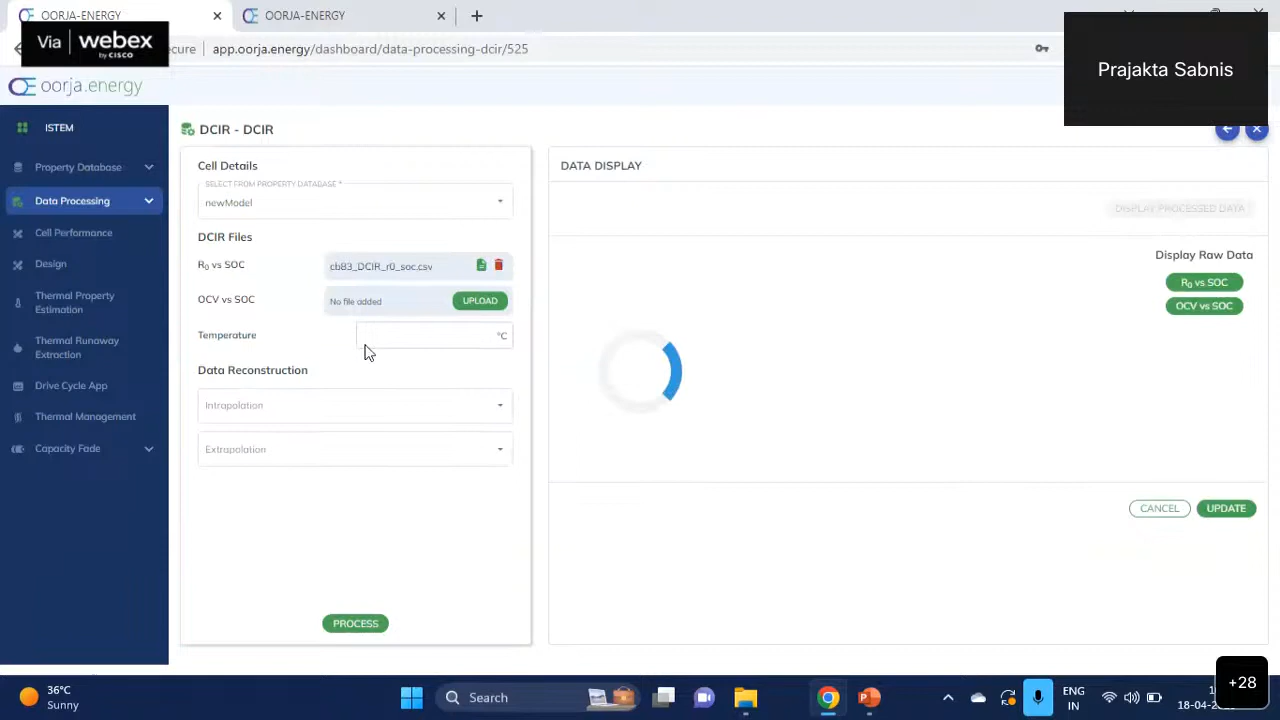 OORJA-ENERGY
OORJA-ENERGY
Via webex by CISCO
ecure app.oorja.energy/dashboard/data-processing-dcir/525
Prajakta Sabnis
oorja.energy
ISTEM
Property Database
Data Processing
Cell Performance
Design
Thermal Property
Estimation
Thermal Runaway
Extraction
Drive Cycle App
Thermal Management
Capacity Fade
DCIR - DCIR
Cell Details
SELECT FROM PROPERTY DATABASE *
newModel
DCIR Files
R0 vs SOC
cb83_DCIR_r0_soc.csv
OCV vs SOC
No file added
UPLOAD
Temperature
°C
Data Reconstruction
Intrapolation
Extrapolation
PROCESS
DATA DISPLAY
DISPLAY PROCESSED DATA
Display Raw Data
R0 vs SOC
OCV vs SOC
CANCEL
UPDATE
36°C
Sunny
Search
ENG
IN
18-04-2
+28